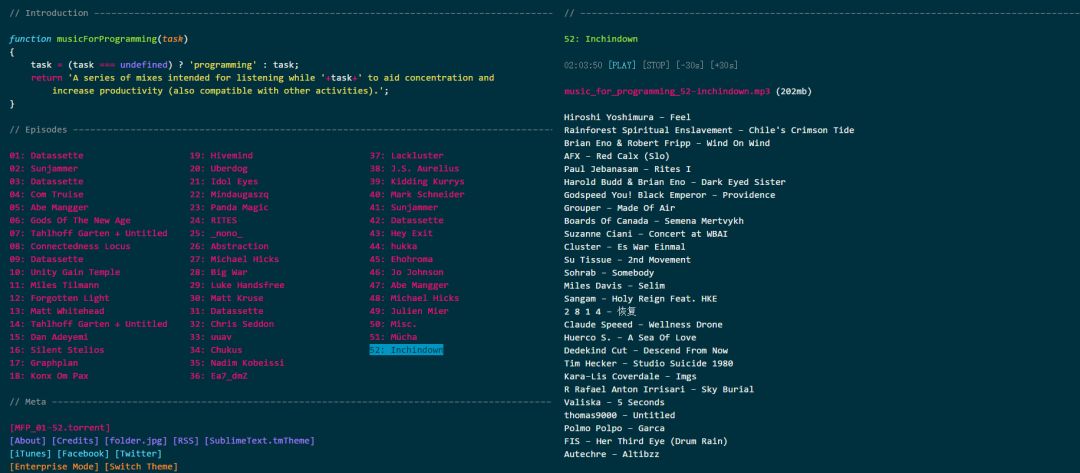 // Introduction
function musicForProgramming(task)
{
task = (task === undefined) ? 'programming' : task;
return 'A series of mixes intended for listening while '+task+' to aid concentration and
increase productivity (also compatible with other activities).';
}
// Episodes
01: Datassette
02: Sunjammer
03: Datassette
04: Com Truise
05: Abe Mangger
06: Gods Of The New Age
07: Tahlhoff Garten + Untitled
08: Connectedness Locus
09: Datassette
10: Unity Gain Temple
11: Miles Tilmann
12: Forgotten Light
13: Matt Whitehead
14: Tahlhoff Garten + Untitled
15: Dan Adeyemi
16: Silent Stelios
17: Graphplan
18: Konx Om Pax
19: Hivemind
20: Uberdog
21: Idol Eyes
22: Mindaugaszq
23: Panda Magic
24: RITES
25: _nono_
26: Abstraction
27: Michael Hicks
28: Big War
29: Luke Handsfree
30: Matt Kruse
31: Datassette
32: Chris Seddon
33: uuav
34: Chukus
35: Nadim Kobeissi
36: Ea7_dmZ
37: Lackluster
38: J.S. Aurelius
39: Kidding Kurrys
40: Mark Schneider
41: Sunjammer
42: Datassette
43: Hey Exit
44: hukka
45: Ehohroma
46: Jo Johnson
47: Abe Mangger
48: Michael Hicks
49: Julien Mier
50: Misc.
51: Mücha
52: Inchindown
// Meta
[MFP_01-52.torrent]
[About] [Credits] [folder.jpg] [RSS] [SublimeText.tmTheme]
[iTunes] [Facebook] [Twitter]
[Enterprise Mode] [Switch Theme]
//
52: Inchindown
02:03:50 [PLAY] [STOP] [-30s] [+30s]
music_for_programming_52-inchindown.mp3 (202mb)
Hiroshi Yoshimura – Feel
Rainforest Spiritual Enslavement – Chile's Crimson Tide
Brian Eno & Robert Fripp – Wind On Wind
AFX – Red Calx (Slo)
Paul Jebanasam – Rites I
Harold Budd & Brian Eno – Dark Eyed Sister
Godspeed You! Black Emperor – Providence
Grouper – Made Of Air
Boards Of Canada – Semena Mertvykh
Suzanne Ciani – Concert at WBAI
Cluster – Es War Einmal
Su Tissue – 2nd Movement
Sohrab – Somebody
Miles Davis – Selim
Sangam – Holy Reign Feat. HKE
2 8 1 4 – 恢复
Claude Speeed – Wellness Drone
Huerco S. – A Sea Of Love
Dedekind Cut – Descend From Now
Tim Hecker – Studio Suicide 1980
Kara-Lis Coverdale – Imgs
R Rafael Anton Irrisari – Sky Burial
Valiska – 5 Seconds
thomas9000 – Untitled
Polmo Polpo – Garca
FIS – Her Third Eye (Drum Rain)
Autechre – Altibzz